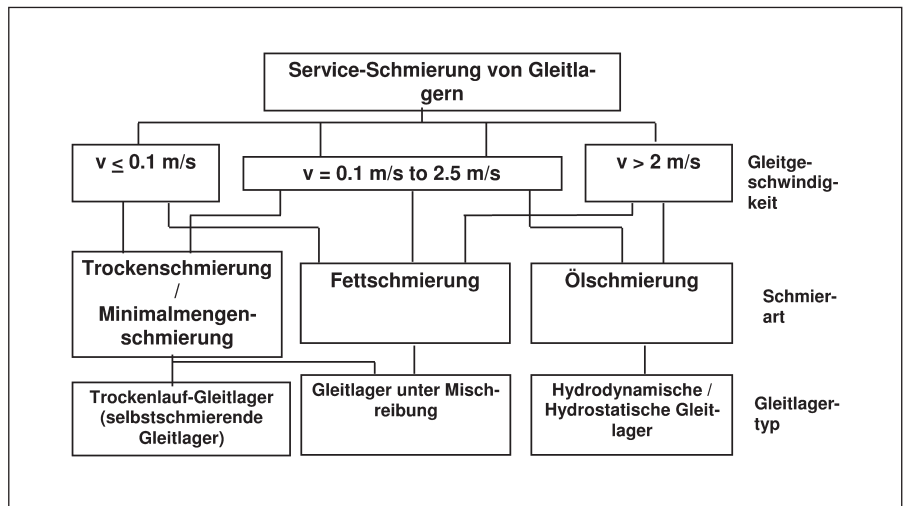 Service-Schmierung von Gleitla-
gern
v ≤ 0.1 m/s
v = 0.1 m/s to 2.5 m/s
v > 2 m/s
Gleitge-
schwindig-
keit
Trockenschmierung
/
Minimalmengen-
schmierung
Fettschmierung
Ölschmierung
Schmier-
art
Trockenlauf-Gleitlager
(selbstschmierende
Gleitlager)
Gleitlager unter Misch-
reibung
Hydrodynamische /
Hydrostatische Gleit-
lager
Gleitlager-
typ